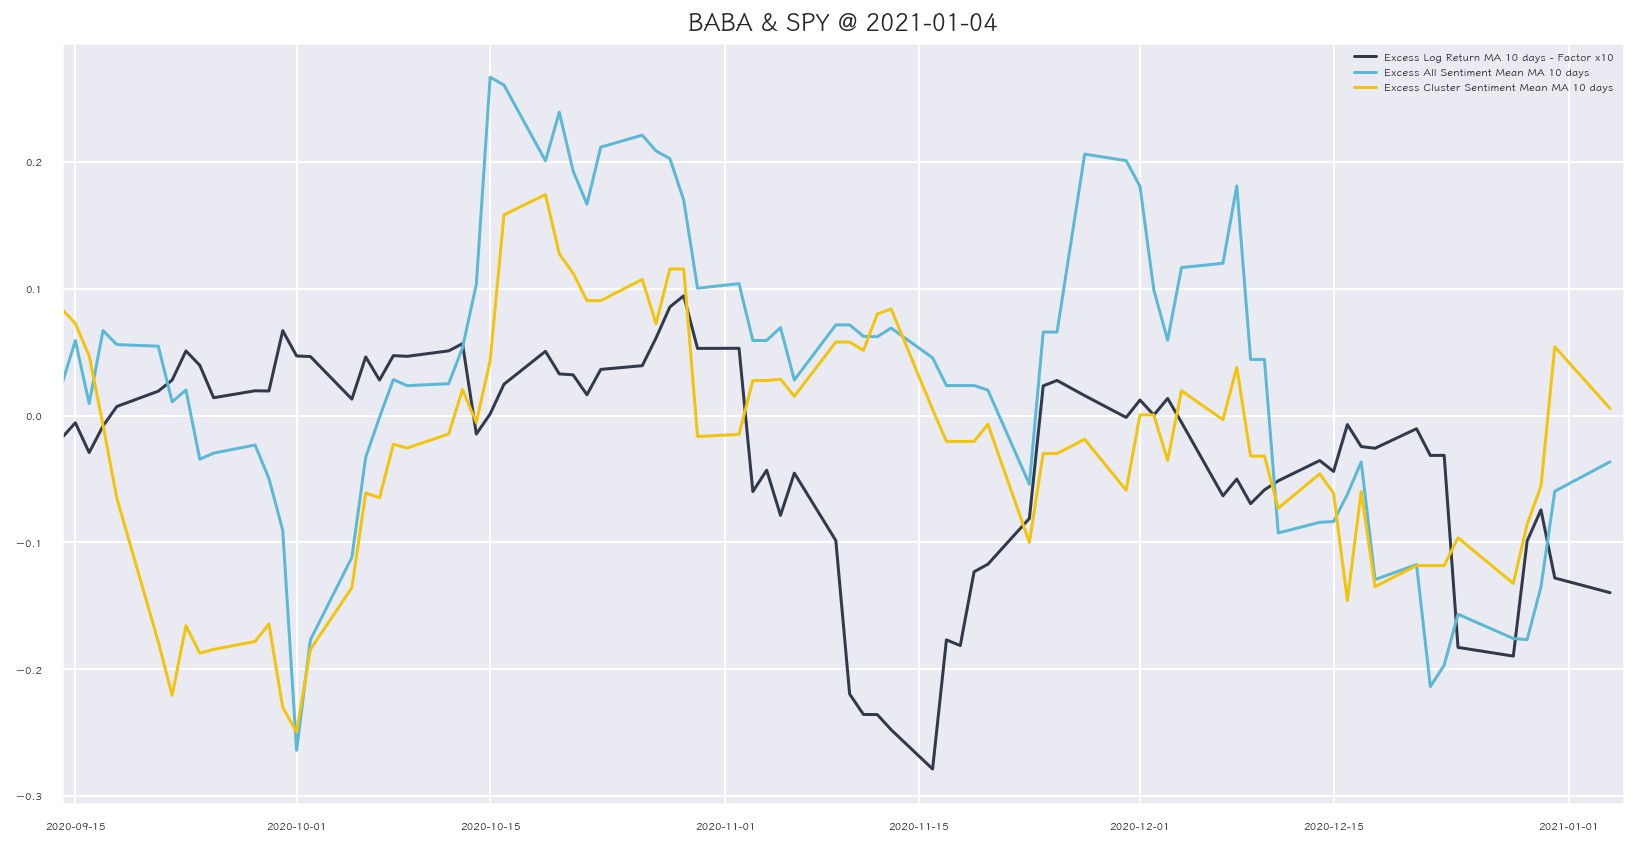 BABA & SPY @ 2021-01-04
Excess Log Return MA 10 days - Factor x10
Excess All Sentiment Mean MA 10 days
Excess Cluster Sentiment Mean MA 10 days
0.2
0.1
0.0
−0.1
−0.2
−0.3
2020-09-15 2020-10-01 2020-10-15 2020-11-01 2020-11-15 2020-12-01 2020-12-15 2021-01-01